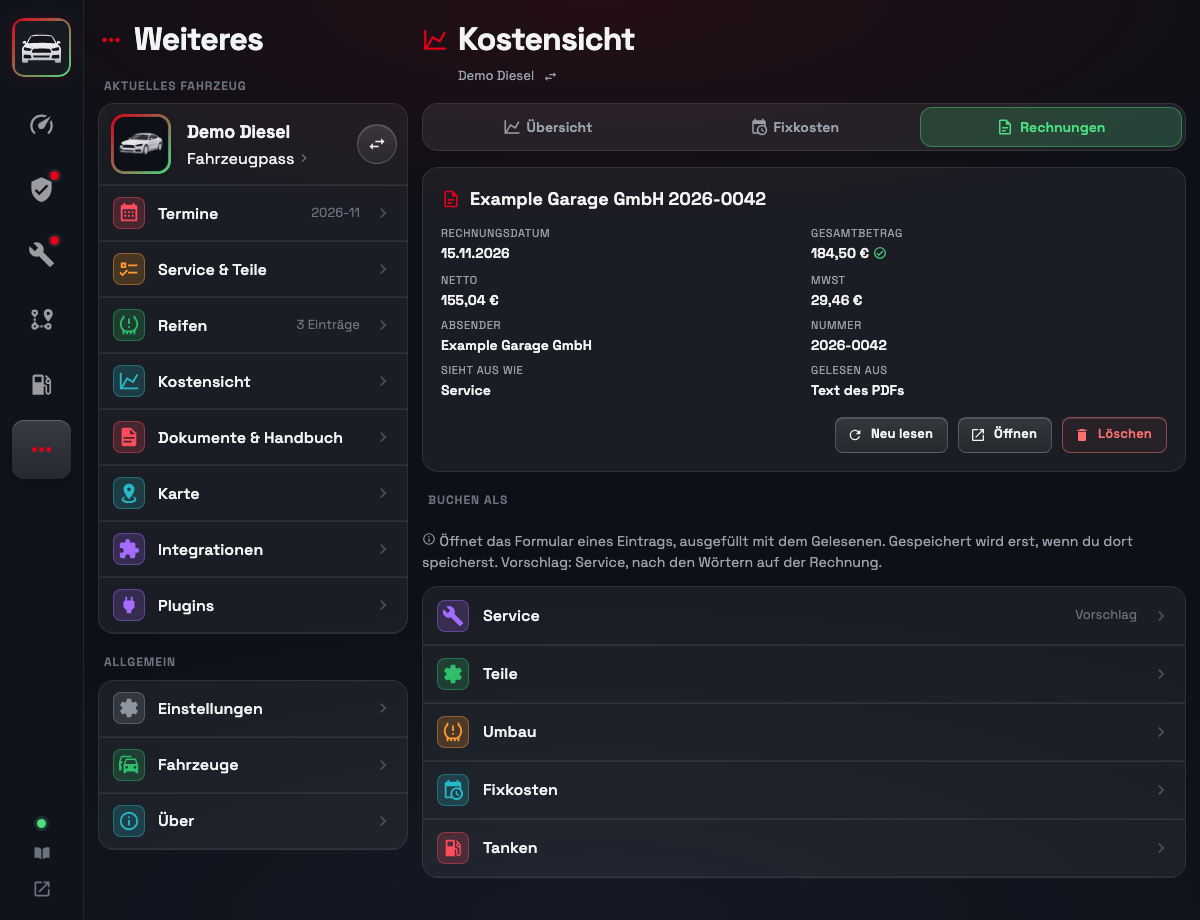 Weiteres
AKTUELLES FAHRZEUG
Demo Diesel
Fahrzeugpass
Termine 2026-11
Service & Teile
Reifen 3 Einträge
Kostensicht
Dokumente & Handbuch
Karte
Integrationen
Plugins
ALLGEMEIN
Einstellungen
Fahrzeuge
Über
Kostensicht
Demo Diesel
Übersicht Fixkosten Rechnungen
Example Garage GmbH 2026-0042
RECHNUNGSDATUM GESAMTBETRAG
15.11.2026 184,50 €
NETTO MWST
155,04 € 29,46 €
ABSENDER NUMMER
Example Garage GmbH 2026-0042
SIEHT AUS WIE GELESEN AUS
Service Text des PDFs
Neu lesen Öffnen Löschen
BUCHEN ALS
Öffnet das Formular eines Eintrags, ausgefüllt mit dem Gelesenen. Gespeichert wird erst, wenn du dort
speicherst. Vorschlag: Service, nach den Wörtern auf der Rechnung.
Service Vorschlag
Teile
Umbau
Fixkosten
Tanken